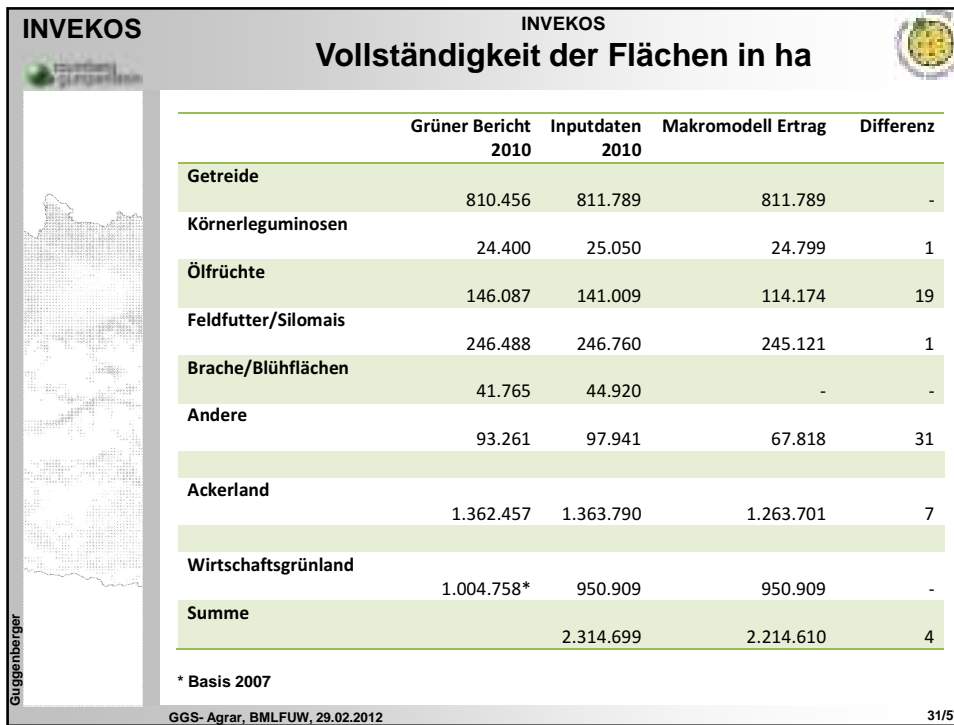 INVEKOS
INVEKOS
Vollständigkeit der Flächen in ha
Grüner Bericht Inputdaten Makromodell Ertrag Differenz
2010 2010
Getreide
810.456 811.789 811.789 -
Körnerleguminosen
24.400 25.050 24.799 1
Ölfrüchte
146.087 141.009 114.174 19
Feldfutter/Silomais
246.488 246.760 245.121 1
Brache/Blühflächen
41.765 44.920 - -
Andere
93.261 97.941 67.818 31
Ackerland
1.362.457 1.363.790 1.263.701 7
Wirtschaftsgrünland
1.004.758* 950.909 950.909 -
Summe
2.314.699 2.214.610 4
* Basis 2007
Guggenberger
GGS- Agrar, BMLFUW, 29.02.2012 31/5